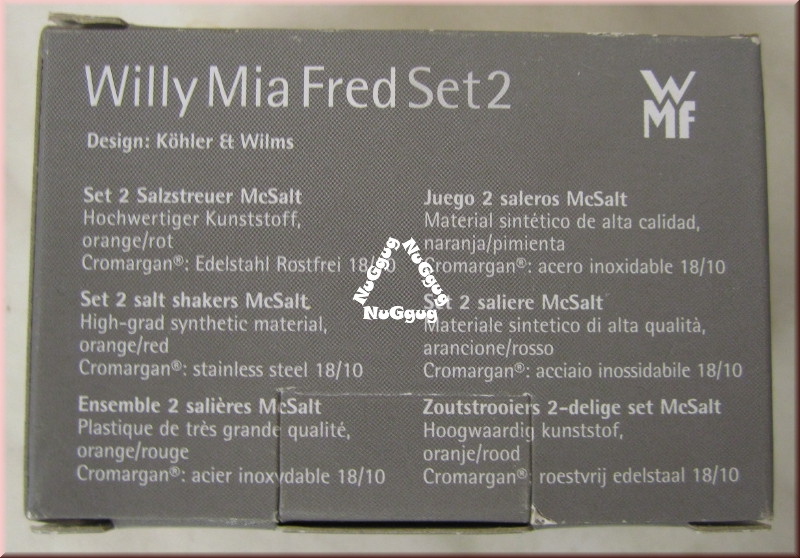 Willy Mia Fred Set2
WMF
Design: Köhler & Wilms
Set 2 Salzstreuer McSalt
Hochwertiger Kunststoff,
orange/rot
Cromargan®: Edelstahl Rostfrei 18/10
Set 2 salt shakers McSalt
High-grad synthetic material,
orange/red
Cromargan®: stainless steel 18/10
Ensemble 2 salières McSalt
Plastique de très grande qualité,
orange/rouge
Cromargan®: acier inoxydable 18/10
Juego 2 saleros McSalt
Material sintético de alta calidad,
naranja/pimienta
Cromargan®: acero inoxidable 18/10
Set 2 saliere McSalt
Materiale sintetico di alta qualità,
arancione/rosso
Cromargan®: acciaio inossidabile 18/10
Zoutstrooiers 2-delige set McSalt
Hoogwaardig kunststof,
oranje/rood
Cromargan®: roestvrij edelstaal 18/10
NuGgug
NuGgug
NuGgug